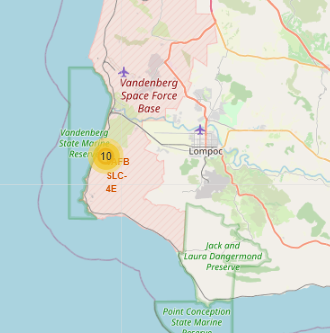 Vandenberg
Space Force
Base
Vandenberg
State Marine
Reserve
10
FB
SLC-
4E
Lompoc
Jack and
Laura Dangermond
Preserve
Point Conception
State Marine
Reserve